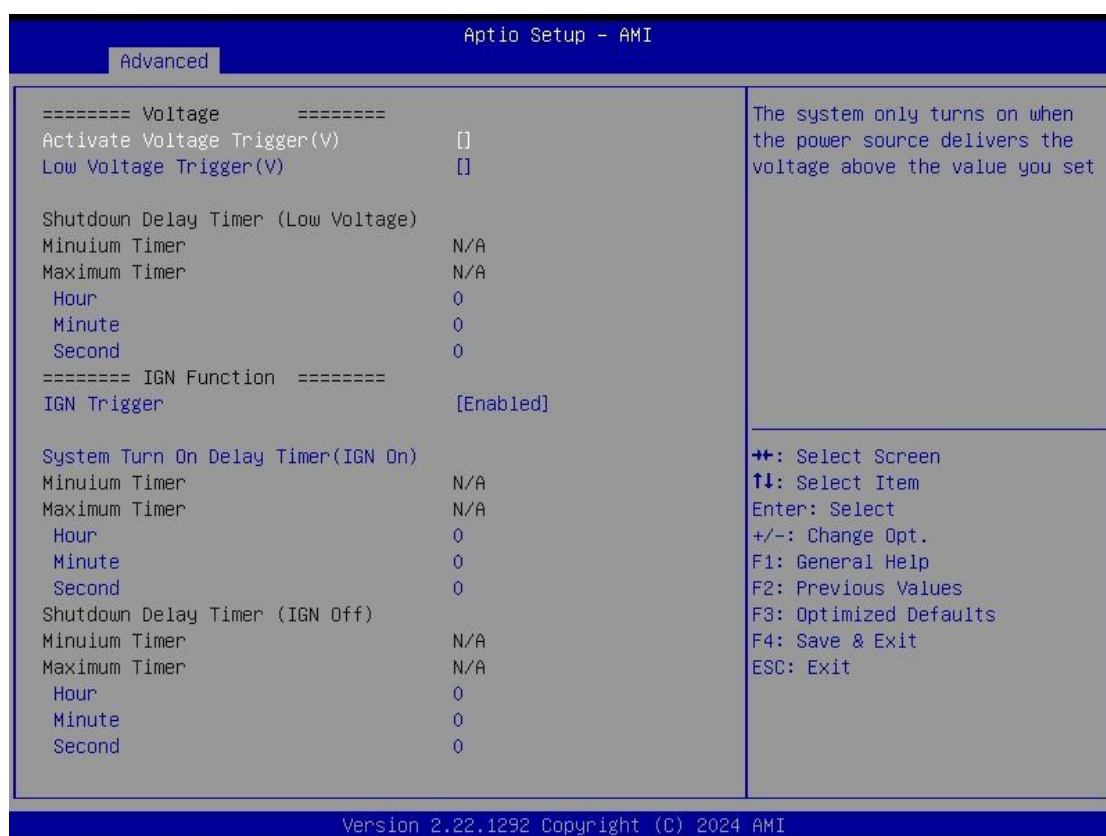 Aptio Setup - AMI
Advanced
======== Voltage ========
Activate Voltage Trigger(V) []
Low Voltage Trigger(V) []
Shutdown Delay Timer (Low Voltage)
Minuium Timer N/A
Maximum Timer N/A
Hour 0
Minute 0
Second 0
======== IGN Function ========
IGN Trigger [Enabled]
System Turn On Delay Timer(IGN On)
Minuium Timer N/A
Maximum Timer N/A
Hour 0
Minute 0
Second 0
Shutdown Delay Timer (IGN Off)
Minuium Timer N/A
Maximum Timer N/A
Hour 0
Minute 0
Second 0
The system only turns on when
the power source delivers the
voltage above the value you set
→←: Select Screen
↑↓: Select Item
Enter: Select
+/-: Change Opt.
F1: General Help
F2: Previous Values
F3: Optimized Defaults
F4: Save & Exit
ESC: Exit
Version 2.22.1292 Copyright (C) 2024 AMI